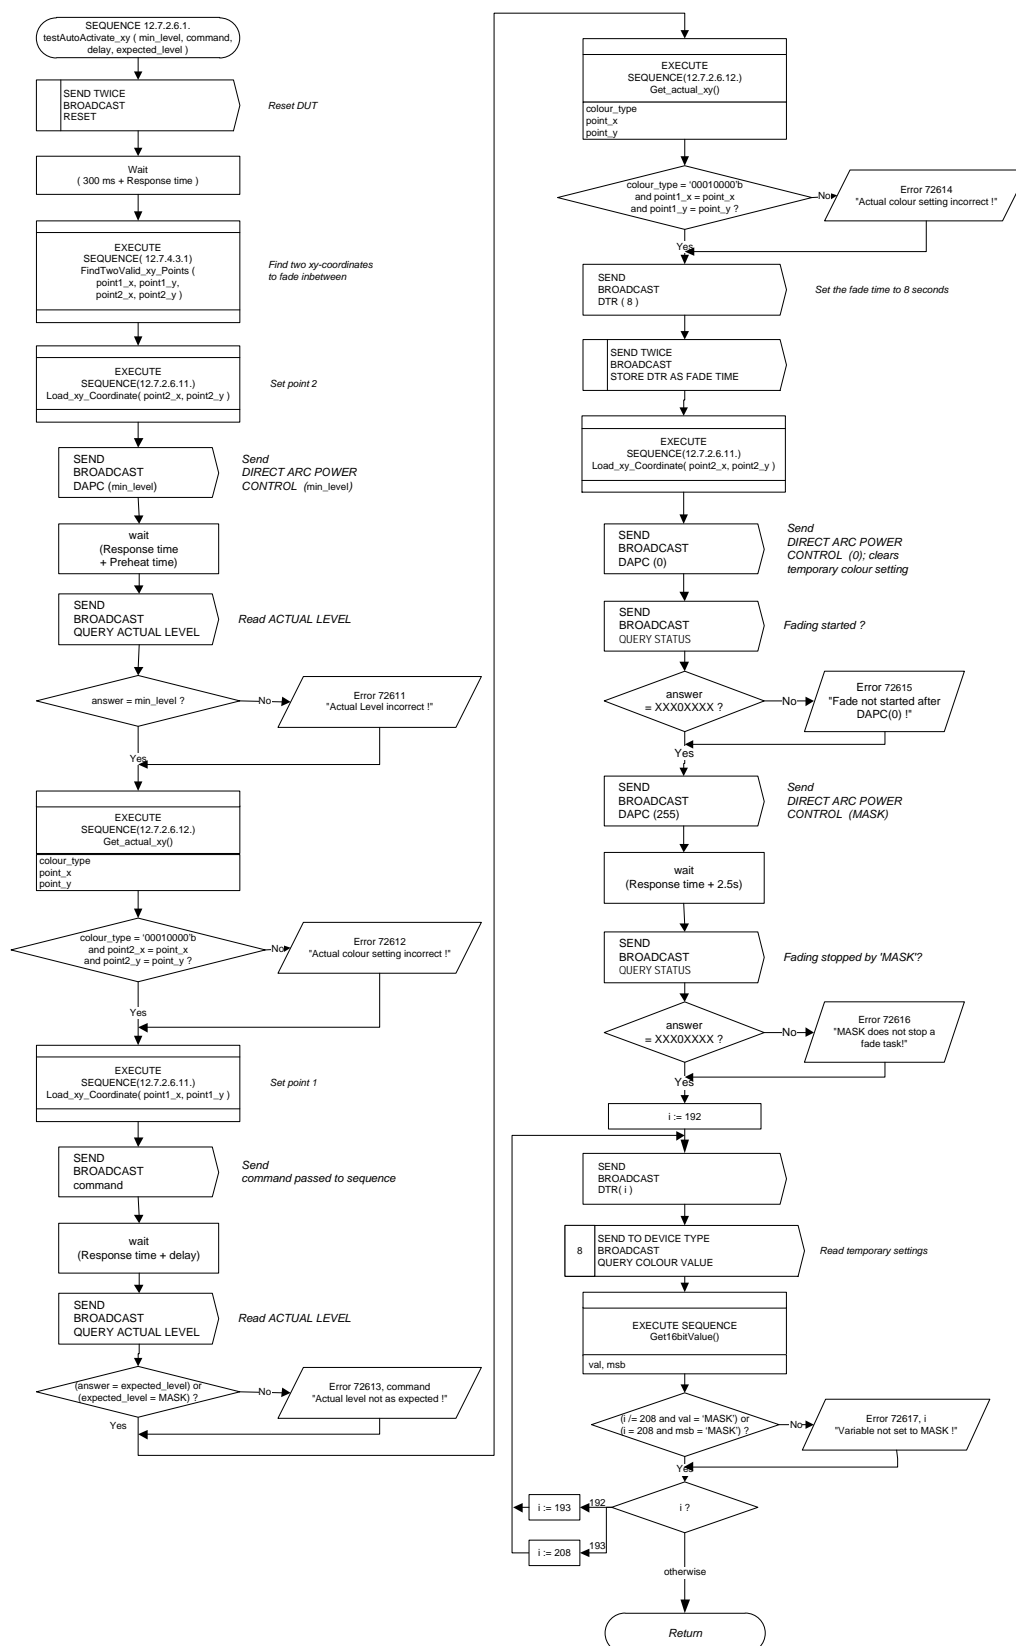 SEQUENCE 12.7.2.6.1.
testAutoActivate_xy ( min_level, command,
delay, expected_level )
SEND TWICE
BROADCAST
RESET
Reset DUT
Wait
( 300 ms + Response time )
EXECUTE
SEQUENCE( 12.7.4.3.1)
FindTwoValid_xy_Points (
point1_x, point1_y,
point2_x, point2_y )
Find two xy-coordinates
to fade inbetween
EXECUTE
SEQUENCE(12.7.2.6.11.)
Load_xy_Coordinate( point2_x, point2_y )
Set point 2
SEND
BROADCAST
DAPC (min_level)
Send
DIRECT ARC POWER
CONTROL (min_level)
wait
(Response time
+ Preheat time)
SEND
BROADCAST
QUERY ACTUAL LEVEL
Read ACTUAL LEVEL
answer = min_level ?
No
Error 72611
"Actual Level incorrect !"
Yes
EXECUTE
SEQUENCE(12.7.2.6.12.)
Get_actual_xy()
colour_type
point_x
point_y
colour_type = '00010000'b
and point2_x = point_x
and point2_y = point_y ?
No
Error 72612
"Actual colour setting incorrect !"
Yes
EXECUTE
SEQUENCE(12.7.2.6.11.)
Load_xy_Coordinate( point1_x, point1_y )
Set point 1
SEND
BROADCAST
command
Send
command passed to sequence
wait
(Response time + delay)
SEND
BROADCAST
QUERY ACTUAL LEVEL
Read ACTUAL LEVEL
(answer = expected_level) or
(expected_level = MASK) ?
No
Error 72613, command
"Actual level not as expected !"
Yes
EXECUTE
SEQUENCE(12.7.2.6.12.)
Get_actual_xy()
colour_type
point_x
point_y
colour_type = '00010000'b
and point1_x = point_x
and point1_y = point_y ?
No
Error 72614
"Actual colour setting incorrect !"
Yes
SEND
BROADCAST
DTR ( 8 )
Set the fade time to 8 seconds
SEND TWICE
BROADCAST
STORE DTR AS FADE TIME
EXECUTE
SEQUENCE(12.7.2.6.11.)
Load_xy_Coordinate( point2_x, point2_y )
SEND
BROADCAST
DAPC (0)
Send
DIRECT ARC POWER
CONTROL (0); clears
temporary colour setting
SEND
BROADCAST
QUERY STATUS
Fading started ?
answer
= XXX0XXXX ?
No
Error 72615
"Fade not started after
DAPC(0) !"
Yes
SEND
BROADCAST
DAPC (255)
Send
DIRECT ARC POWER
CONTROL (MASK)
wait
(Response time + 2.5s)
SEND
BROADCAST
QUERY STATUS
Fading stopped by 'MASK'?
answer
= XXX0XXXX ?
No
Error 72616
"MASK does not stop a
fade task!"
Yes
i := 192
SEND
BROADCAST
DTR( i )
8
SEND TO DEVICE TYPE
BROADCAST
QUERY COLOUR VALUE
Read temporary settings
EXECUTE SEQUENCE
Get16bitValue()
val, msb
(i /= 208 and val = 'MASK') or
(i = 208 and msb = 'MASK') ?
No
Error 72617, i
"Variable not set to MASK !"
Yes
i ?
192
i := 193
193
i := 208
otherwise
Return